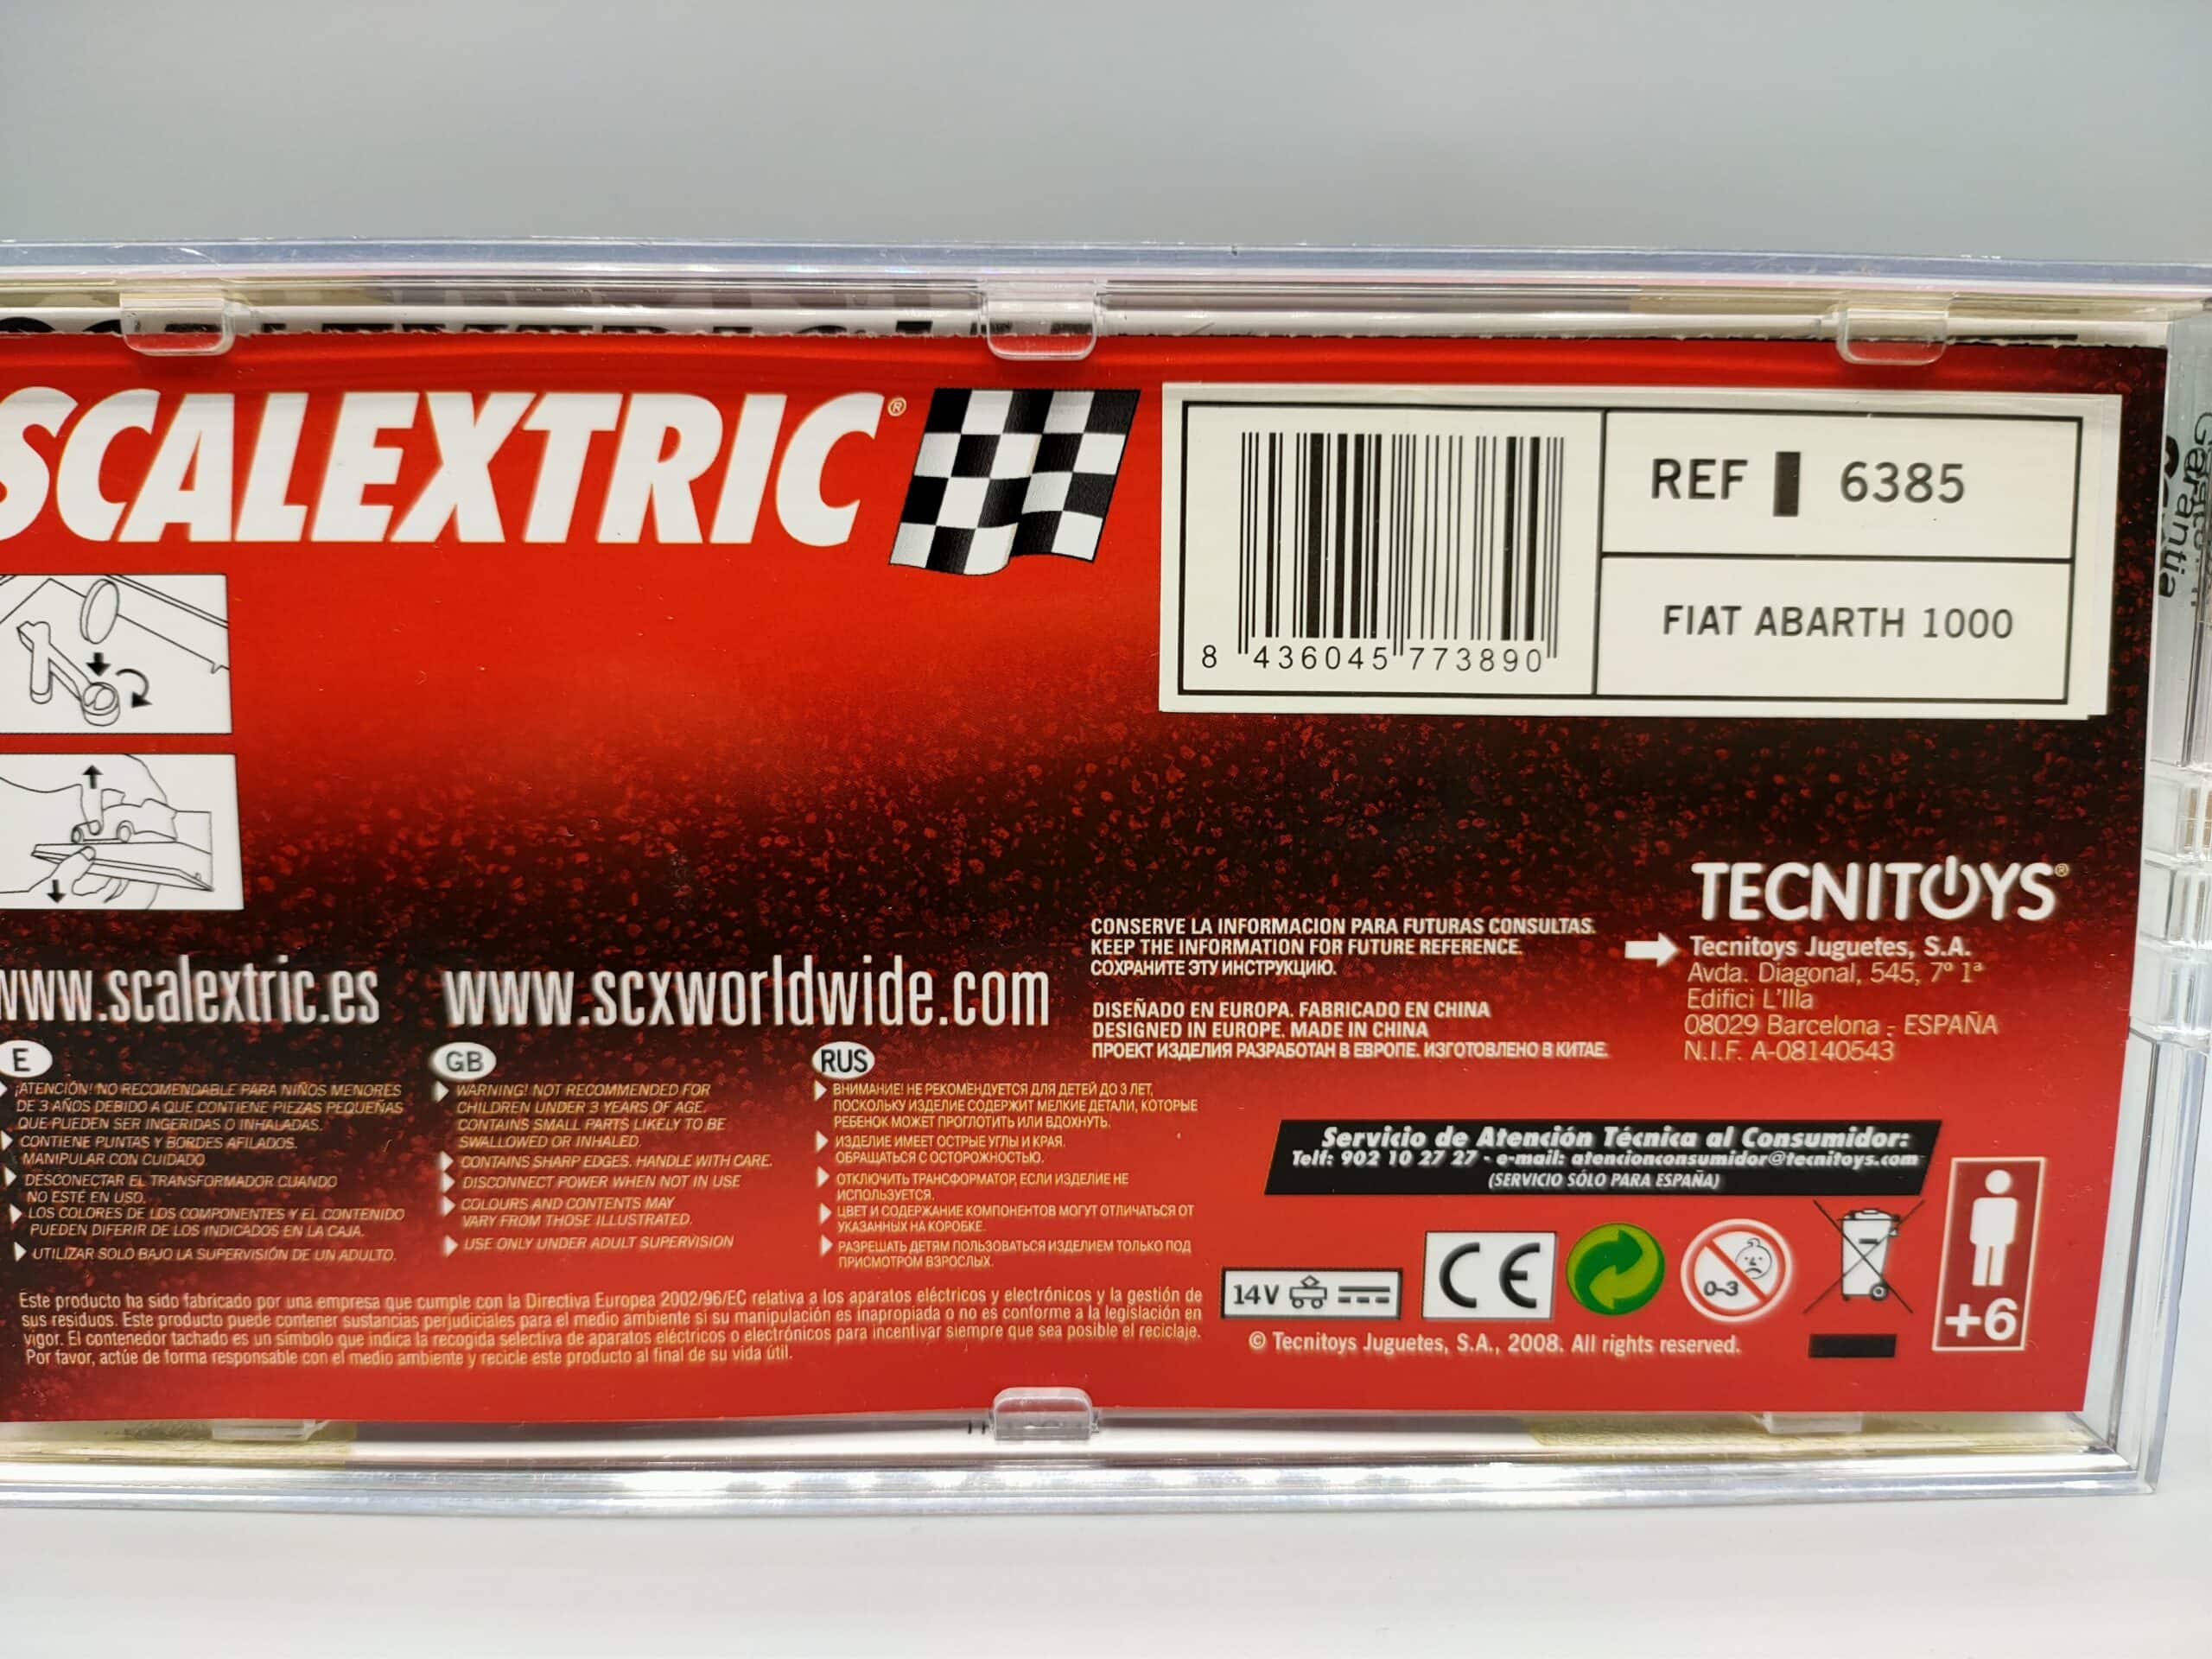 SCALEXTRIC®
8 436045 773890
REF 6385
FIAT ABARTH 1000
Garantía
TECNITOYS®
Tecnitoys Juguetes, S.A.
Avda. Diagonal, 545, 7º 1ª
Edifici L'Illa
08029 Barcelona - ESPAÑA
N.I.F. A-08140543
CONSERVE LA INFORMACION PARA FUTURAS CONSULTAS.
KEEP THE INFORMATION FOR FUTURE REFERENCE.
СОХРАНИТЕ ЭТУ ИНСТРУКЦИЮ.
DISEÑADO EN EUROPA. FABRICADO EN CHINA
DESIGNED IN EUROPE. MADE IN CHINA
ПРОЕКТ ИЗДЕЛИЯ РАЗРАБОТАН В ЕВРОПЕ. ИЗГОТОВЛЕНО В КИТАЕ.
www.scalextric.es
www.scxworldwide.com
E
¡ATENCIÓN! NO RECOMENDABLE PARA NIÑOS MENORES
DE 3 AÑOS DEBIDO A QUE CONTIENE PIEZAS PEQUEÑAS
QUE PUEDEN SER INGERIDAS O INHALADAS.
CONTIENE PUNTAS Y BORDES AFILADOS.
MANIPULAR CON CUIDADO
DESCONECTAR EL TRANSFORMADOR CUANDO
NO ESTÉ EN USO.
LOS COLORES DE LOS COMPONENTES Y EL CONTENIDO
PUEDEN DIFERIR DE LOS INDICADOS EN LA CAJA.
UTILIZAR SOLO BAJO LA SUPERVISIÓN DE UN ADULTO.
GB
WARNING! NOT RECOMMENDED FOR
CHILDREN UNDER 3 YEARS OF AGE.
CONTAINS SMALL PARTS LIKELY TO BE
SWALLOWED OR INHALED.
CONTAINS SHARP EDGES. HANDLE WITH CARE.
DISCONNECT POWER WHEN NOT IN USE
COLOURS AND CONTENTS MAY
VARY FROM THOSE ILLUSTRATED.
USE ONLY UNDER ADULT SUPERVISION
RUS
ВНИМАНИЕ! НЕ РЕКОМЕНДУЕТСЯ ДЛЯ ДЕТЕЙ ДО 3 ЛЕТ,
ПОСКОЛЬКУ ИЗДЕЛИЕ СОДЕРЖИТ МЕЛКИЕ ДЕТАЛИ, КОТОРЫЕ
РЕБЕНОК МОЖЕТ ПРОГЛОТИТЬ ИЛИ ВДОХНУТЬ.
ИЗДЕЛИЕ ИМЕЕТ ОСТРЫЕ УГЛЫ И КРАЯ.
ОБРАЩАТЬСЯ С ОСТОРОЖНОСТЬЮ.
ОТКЛЮЧИТЬ ТРАНСФОРМАТОР, ЕСЛИ ИЗДЕЛИЕ НЕ
ИСПОЛЬЗУЕТСЯ.
ЦВЕТ И СОДЕРЖАНИЕ КОМПОНЕНТОВ МОГУТ ОТЛИЧАТЬСЯ ОТ
УКАЗАННЫХ НА КОРОБКЕ.
РАЗРЕШАТЬ ДЕТЯМ ПОЛЬЗОВАТЬСЯ ИЗДЕЛИЕМ ТОЛЬКО ПОД
ПРИСМОТРОМ ВЗРОСЛЫХ.
Servicio de Atención Técnica al Consumidor:
Telf: 902 10 27 27 - e-mail: atencionconsumidor@tecnitoys.com
(SERVICIO SÓLO PARA ESPAÑA)
Este producto ha sido fabricado por una empresa que cumple con la Directiva Europea 2002/96/EC relativa a los aparatos eléctricos y electrónicos y la gestión de
sus residuos. Este producto puede contener sustancias perjudiciales para el medio ambiente si su manipulación es inapropiada o no es conforme a la legislación en
vigor. El contenedor tachado es un símbolo que indica la recogida selectiva de aparatos eléctricos o electrónicos para incentivar siempre que sea posible el reciclaje.
Por favor, actúe de forma responsable con el medio ambiente y recicle este producto al final de su vida útil.
14V
CE
0-3
+6
© Tecnitoys Juguetes, S.A., 2008. All rights reserved.